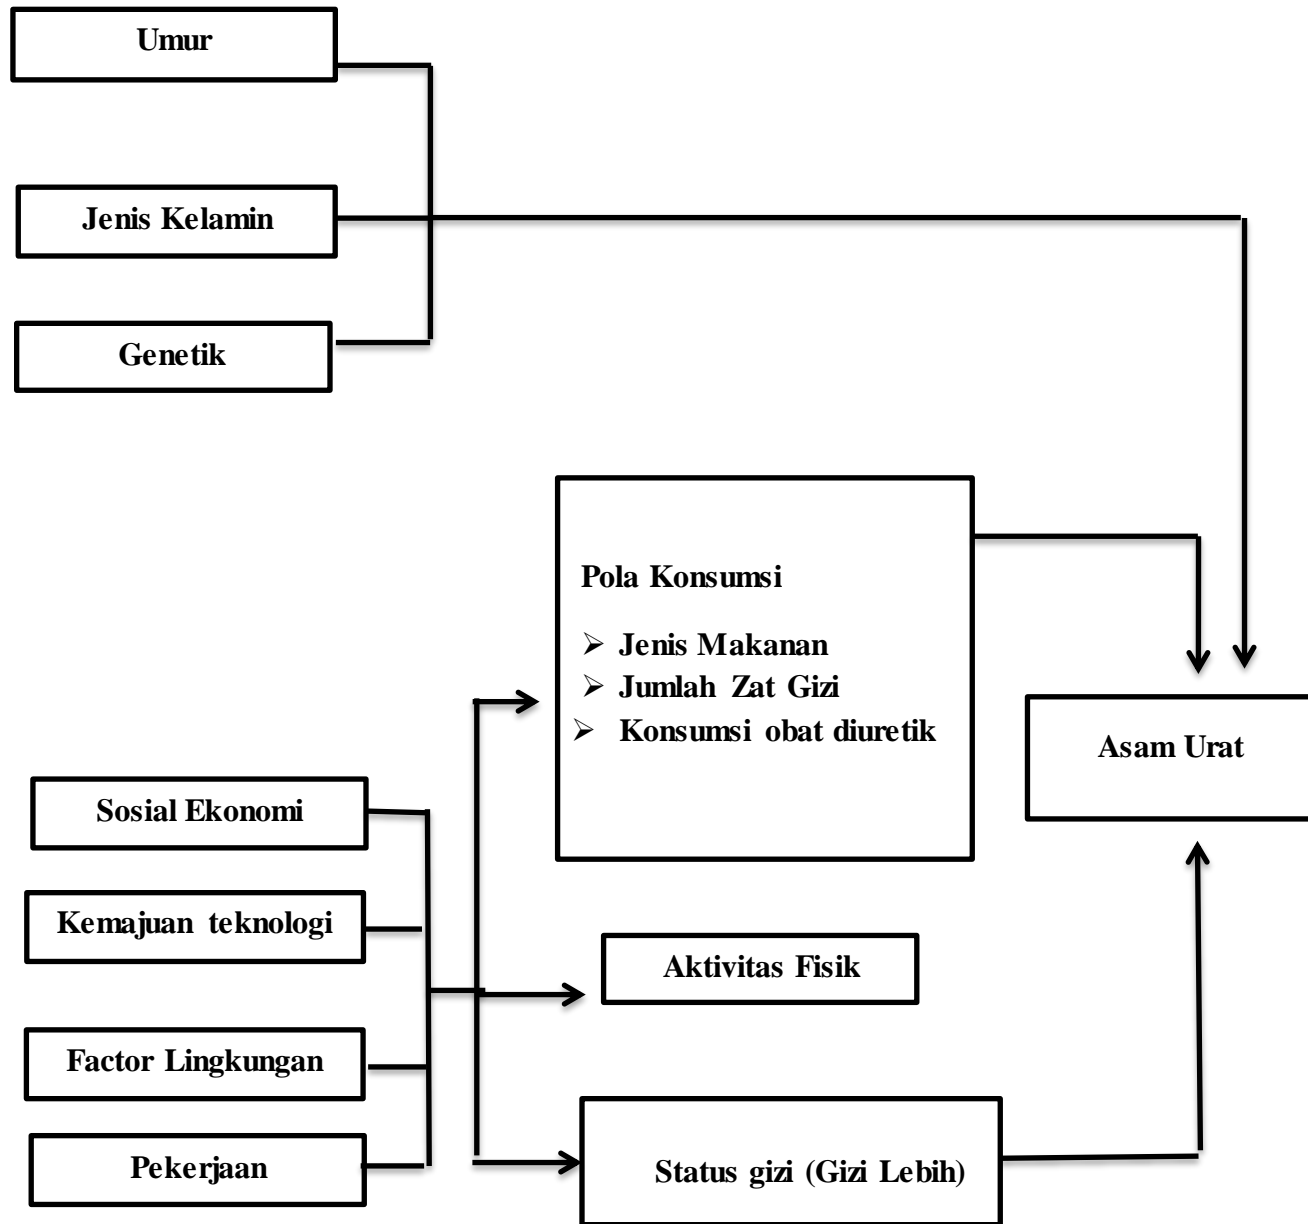 Umur
Jenis Kelamin
Genetik
Pola Konsumsi
➢ Jenis Makanan
➢ Jumlah Zat Gizi
➢ Konsumsi obat diuretik
Asam Urat
Sosial Ekonomi
Kemajuan teknologi
Aktivitas Fisik
Factor Lingkungan
Pekerjaan
Status gizi (Gizi Lebih)